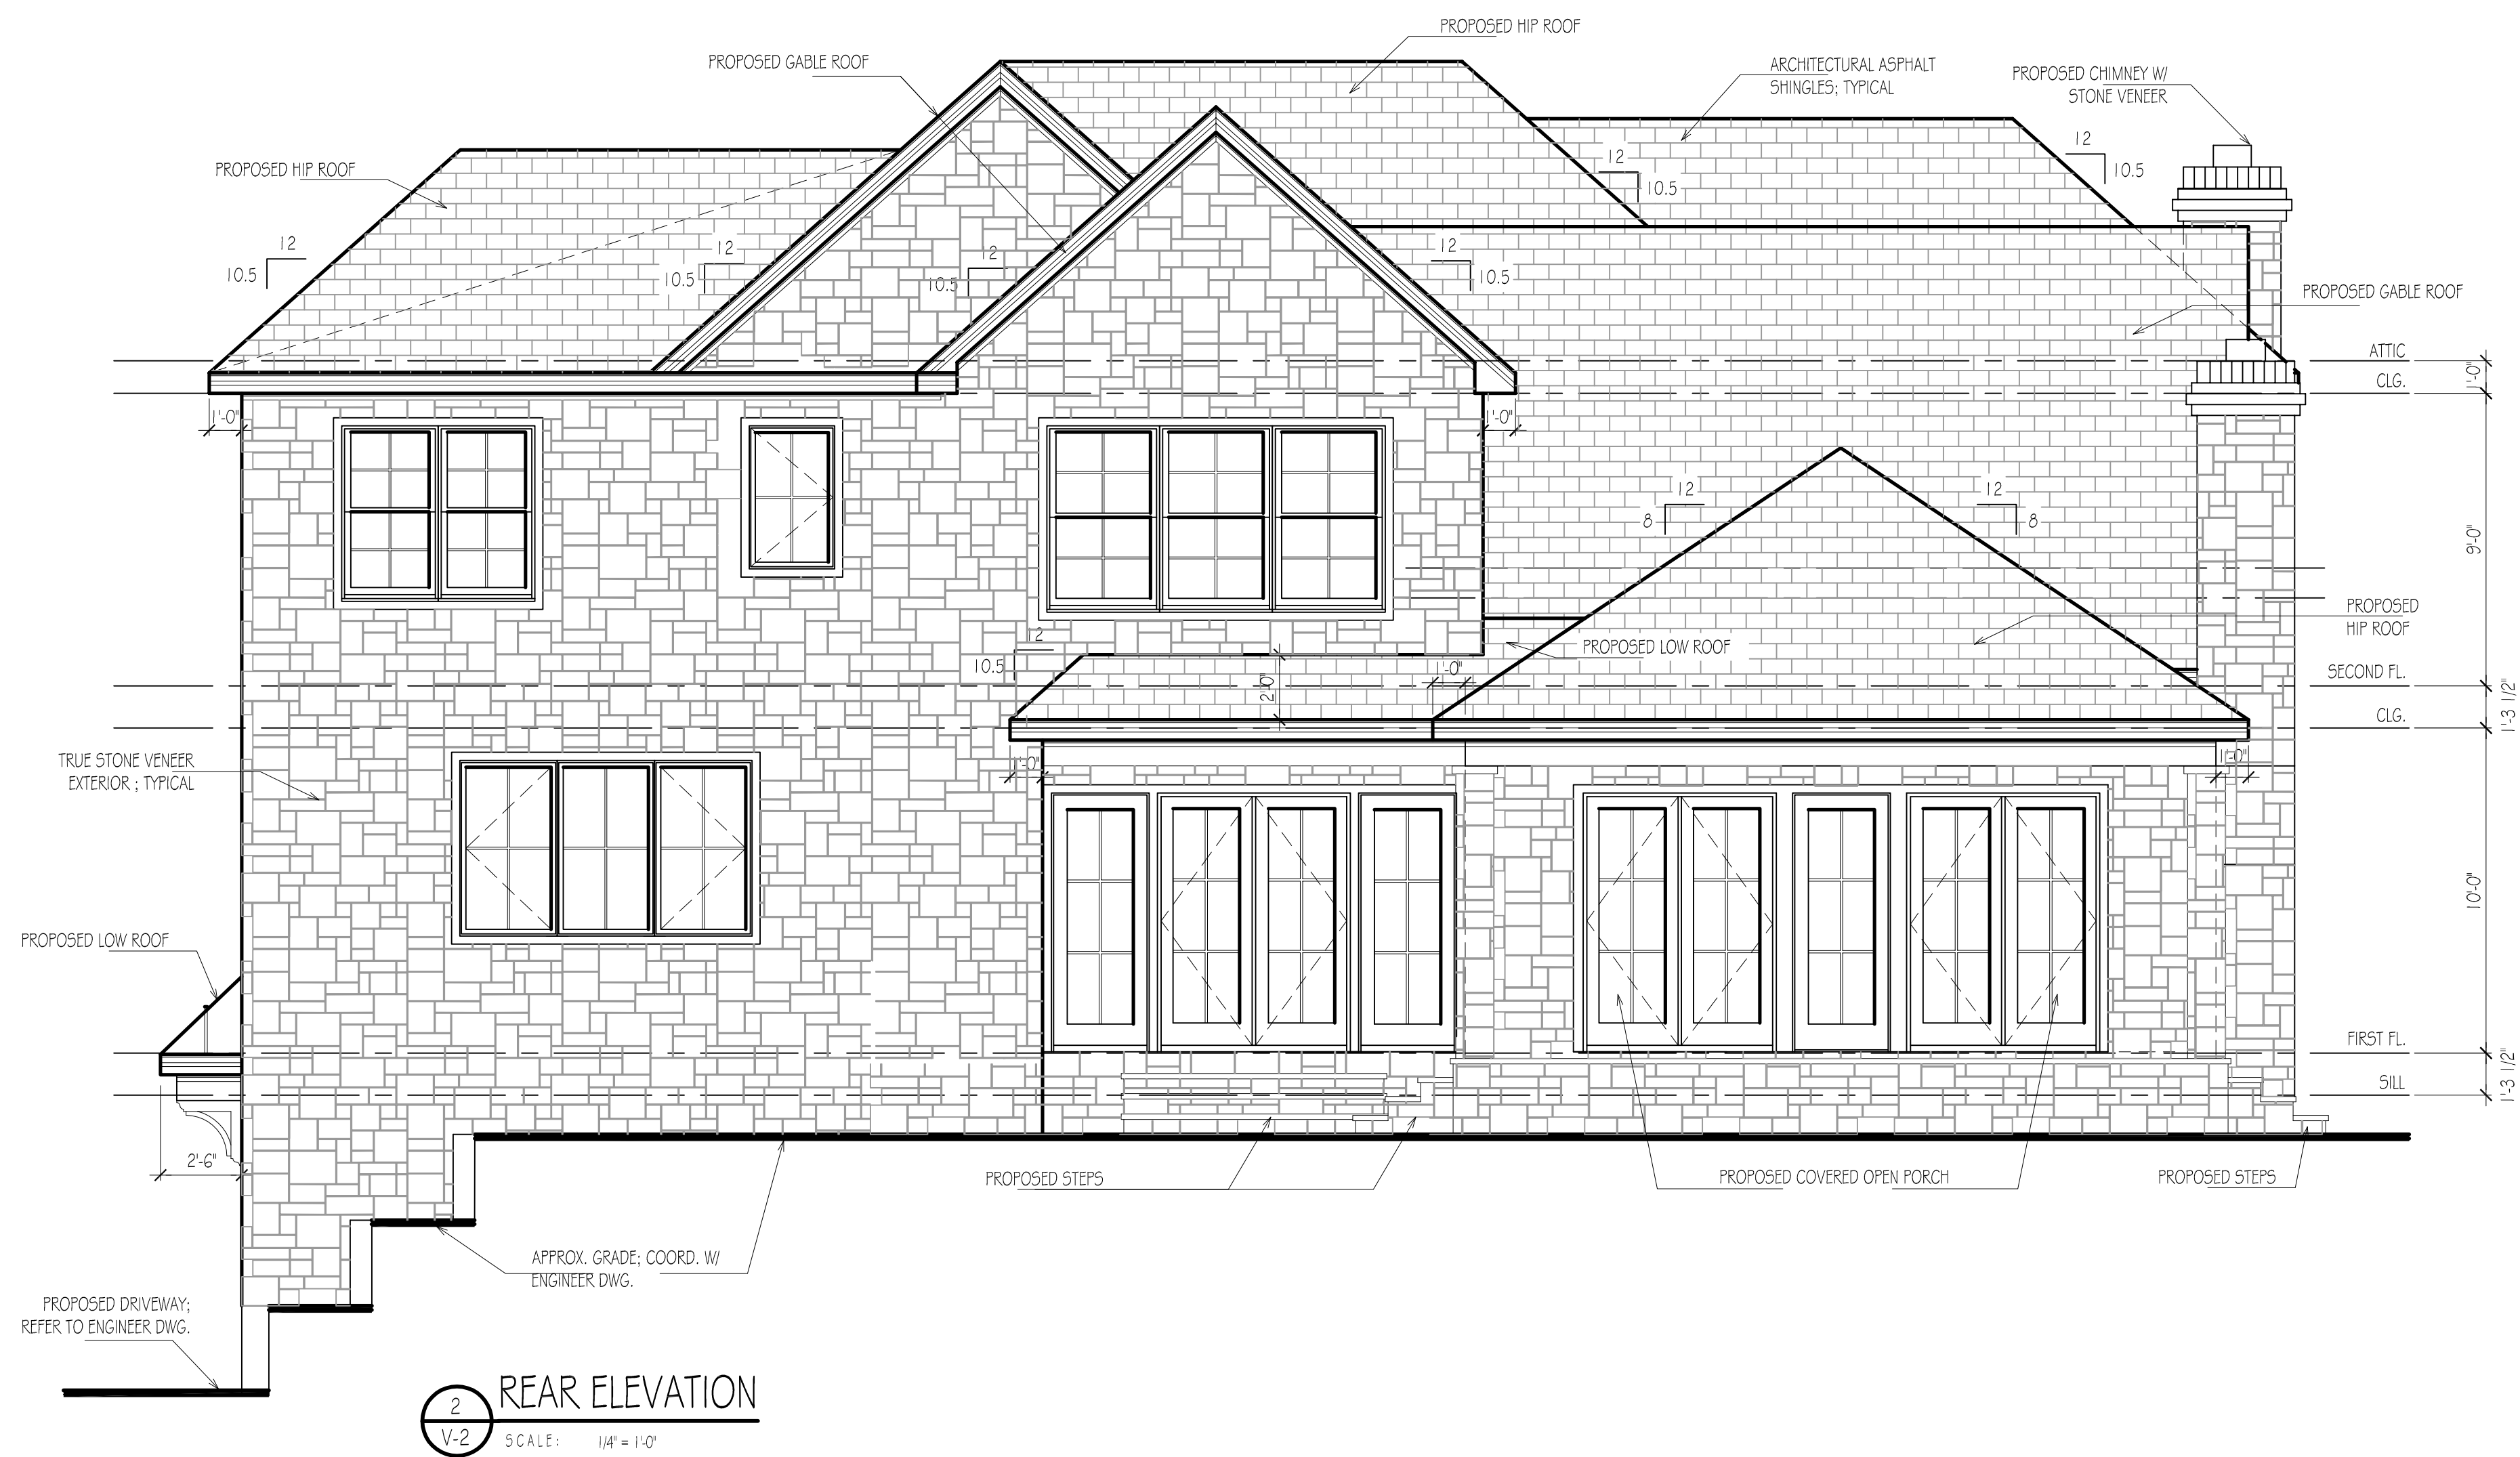 PROPOSED HIP ROOF
PROPOSED GABLE ROOF
ARCHITECTURAL ASPHALT
SHINGLES; TYPICAL
PROPOSED CHIMNEY W/
STONE VENEER
PROPOSED HIP ROOF
12
10.5
12
10.5
12
10.5
12
10.5
12
10.5
12
10.5
12
10.5
PROPOSED GABLE ROOF
ATTIC
CLG.
1'-0"
1'-0"
1'-0"
12
8
12
8
9'-0"
PROPOSED
HIP ROOF
12
10.5
PROPOSED LOW ROOF
1'-0"
2'-0"
SECOND FL.
CLG.
1'-3 1/2"
TRUE STONE VENEER
EXTERIOR ; TYPICAL
1'-0"
1'-0"
10'-0"
PROPOSED LOW ROOF
FIRST FL.
SILL
1'-3 1/2"
2'-6"
PROPOSED STEPS
PROPOSED COVERED OPEN PORCH
PROPOSED STEPS
APPROX. GRADE; COORD. W/
ENGINEER DWG.
PROPOSED DRIVEWAY;
REFER TO ENGINEER DWG.
2
V-2
REAR ELEVATION
SCALE: 1/4" = 1'-0"